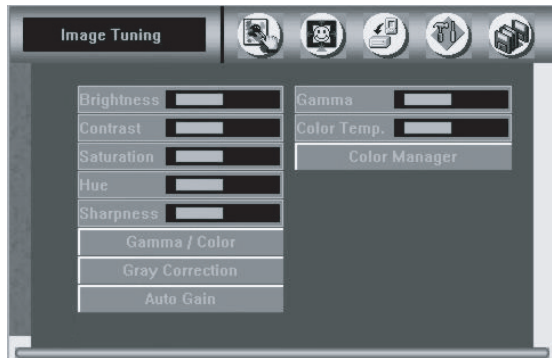 Image Tuning
Brightness
Contrast
Saturation
Hue
Sharpness
Gamma / Color
Gray Correction
Auto Gain
Gamma
Color Temp.
Color Manager